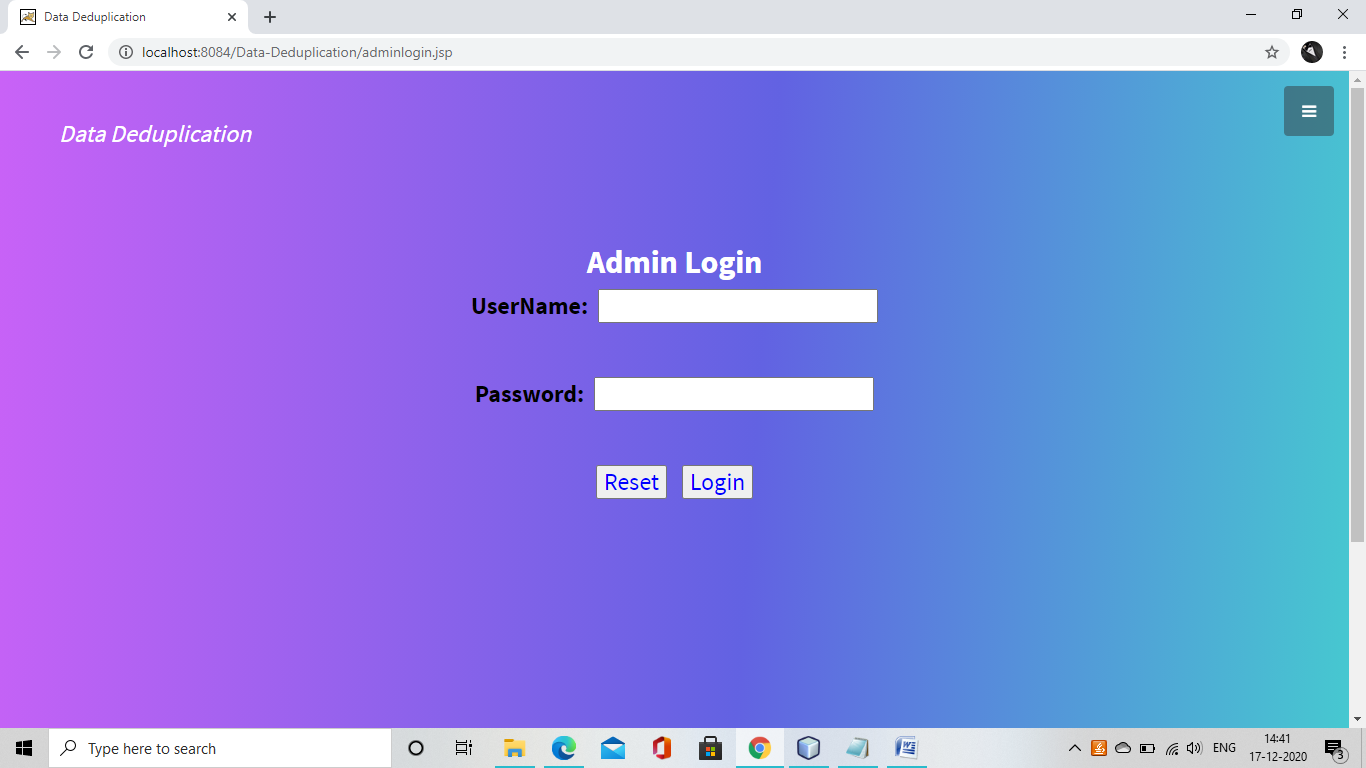 Data Deduplication
localhost:8084/Data-Deduplication/adminlogin.jsp
Data Deduplication
Admin Login
UserName:
Password:
Reset Login
Type here to search
ENG
14:41
17-12-2020
3